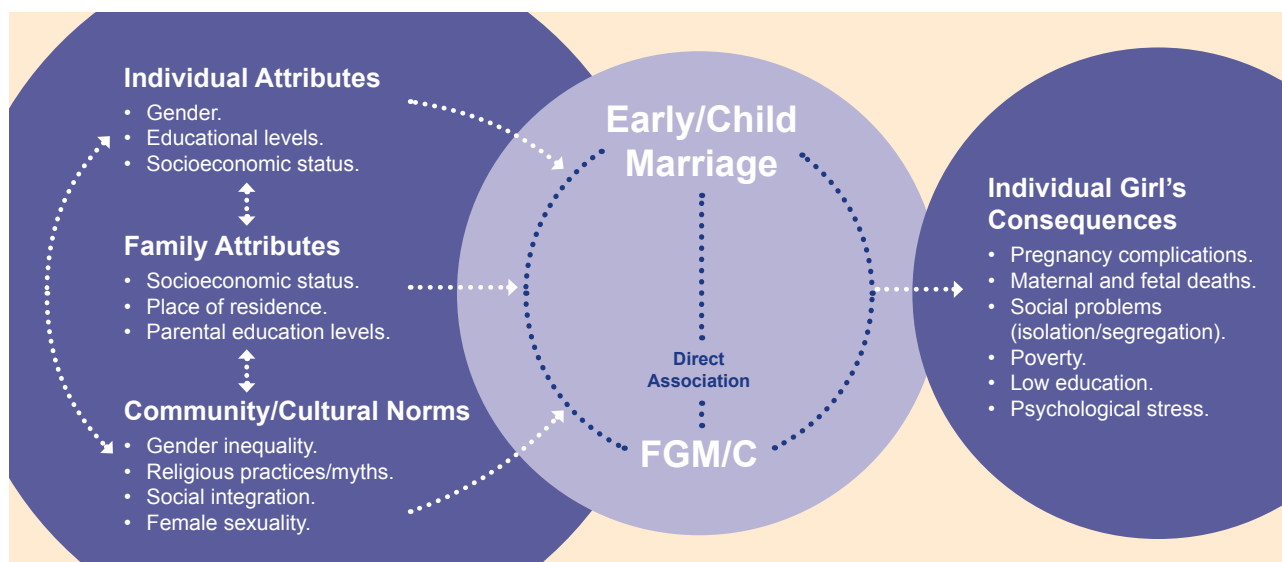 Individual Attributes
• Gender.
• Educational levels.
• Socioeconomic status.
Family Attributes
• Socioeconomic status.
• Place of residence.
• Parental education levels.
Community/Cultural Norms
• Gender inequality.
• Religious practices/myths.
• Social integration.
• Female sexuality.
Early/Child
Marriage
Direct
Association
FGM/C
Individual Girl’s
Consequences
• Pregnancy complications.
• Maternal and fetal deaths.
• Social problems
(isolation/segregation).
• Poverty.
• Low education.
• Psychological stress.